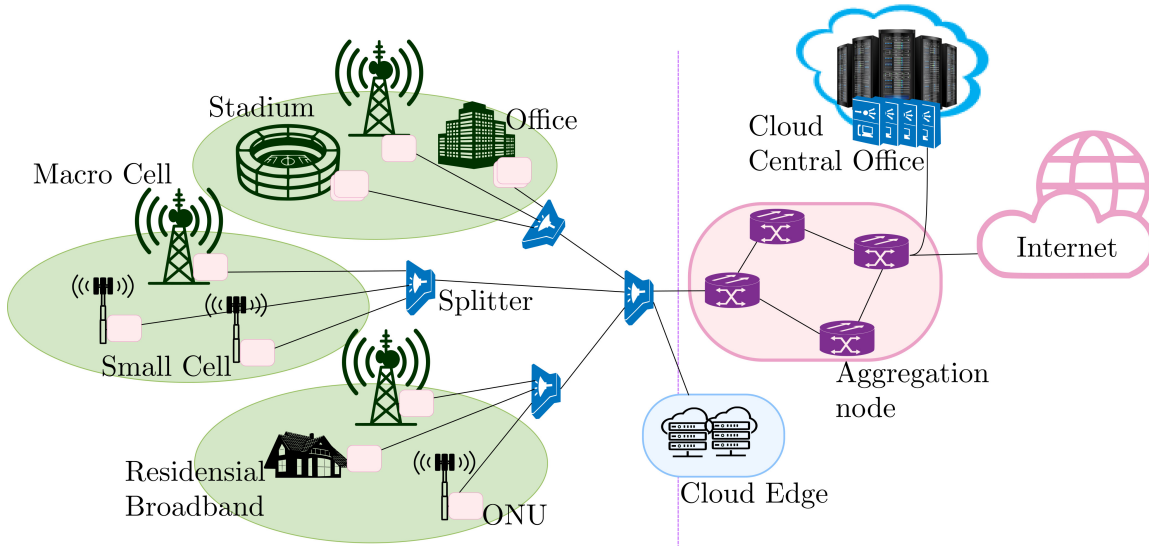 Stadium
Office
Cloud
Central Office
Macro Cell
Internet
Splitter
Small Cell
Aggregation
node
Residensial
Broadband
Cloud Edge
ONU